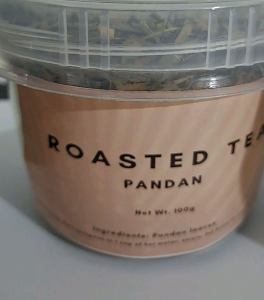 ROASTED TEA
PANDAN
Net Wt. 100g
Ingredients: Pandan leaves